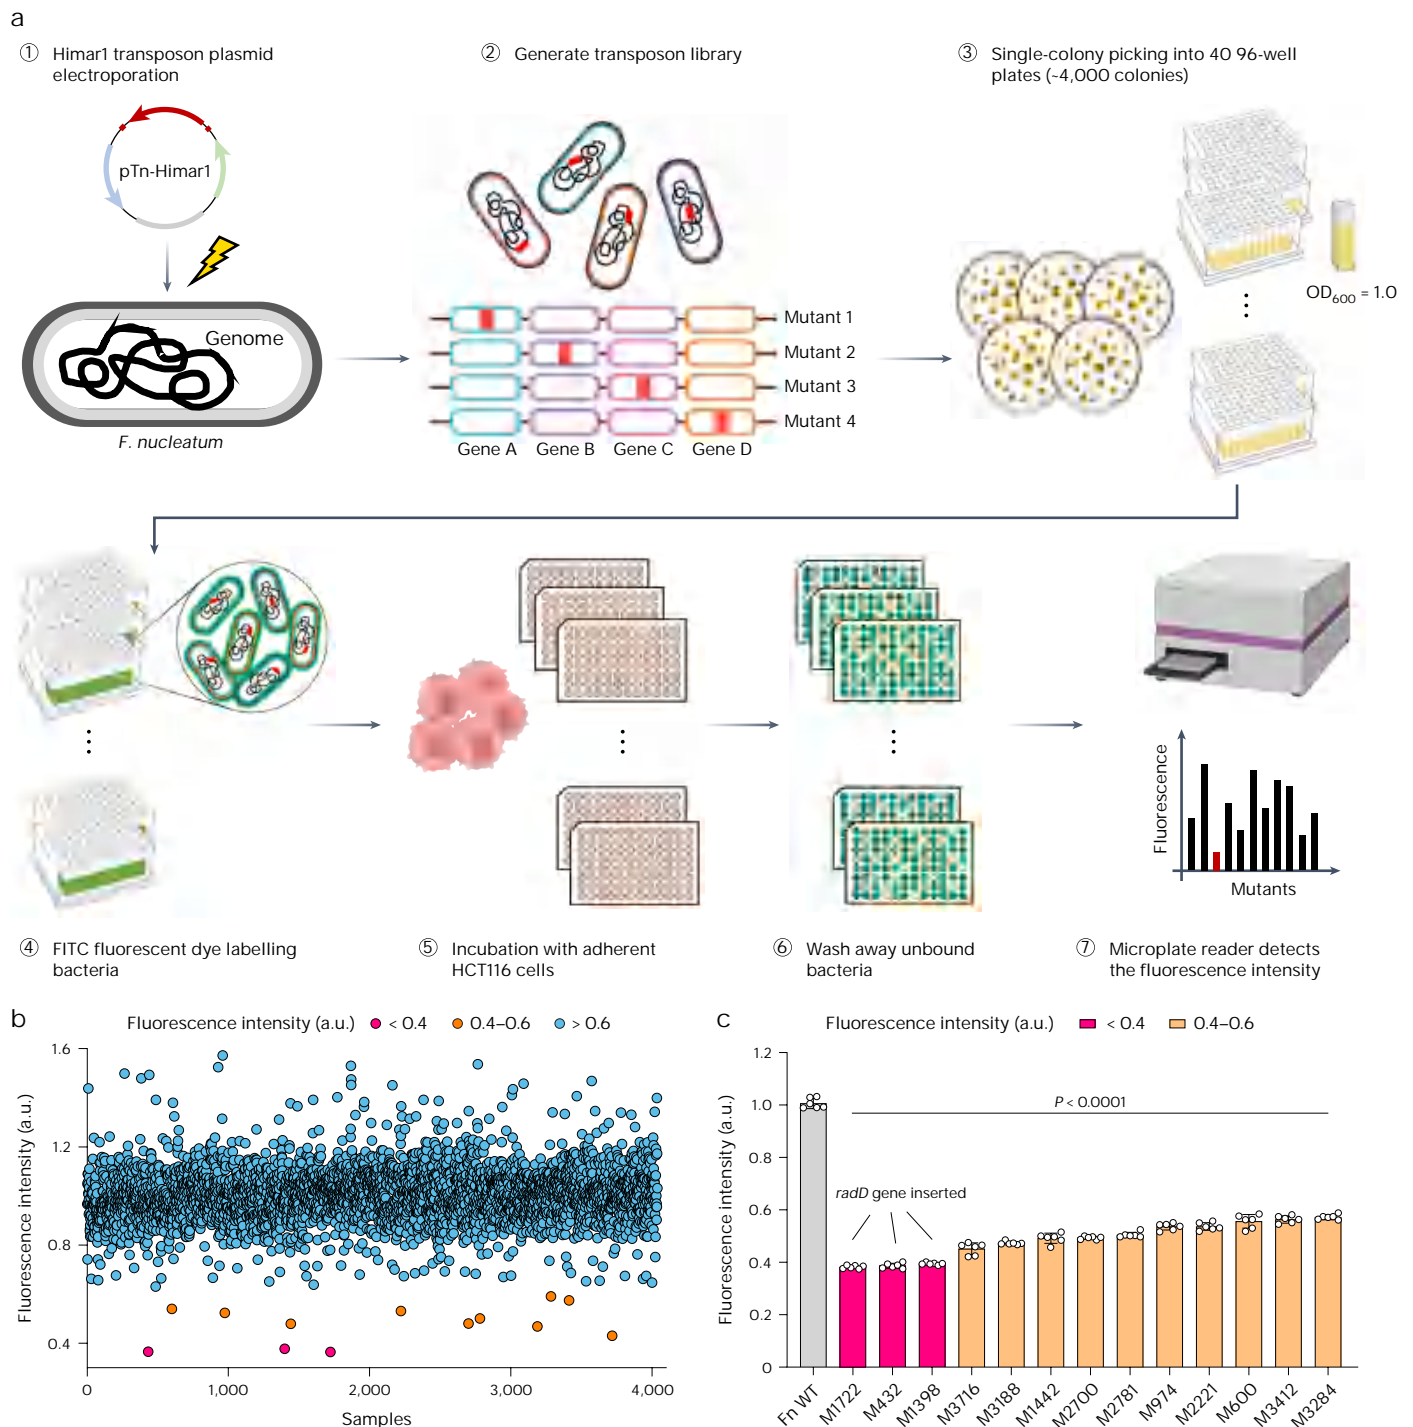 a
① Himar1 transposon plasmid
electroporation
② Generate transposon library
③ Single-colony picking into 40 96-well
plates (~4,000 colonies)
pTn-Himar1
Genome
F. nucleatum
Mutant 1
Mutant 2
Mutant 3
Mutant 4
Gene A Gene B Gene C Gene D
OD600 = 1.0
Fluorescence
Mutants
④ FITC fluorescent dye labelling
bacteria
⑤ Incubation with adherent
HCT116 cells
⑥ Wash away unbound
bacteria
⑦ Microplate reader detects
the fluorescence intensity
b
Fluorescence intensity (a.u.) < 0.4 0.4–0.6 > 0.6
Fluorescence intensity (a.u.)
1.6
1.2
0.8
0.4
0 1,000 2,000 3,000 4,000
Samples
c
Fluorescence intensity (a.u.) < 0.4 0.4–0.6
Fluorescence intensity (a.u.)
1.2
1.0
0.8
0.6
0.4
0.2
0
P < 0.0001
radD gene inserted
Fn WT M1722 M432 M1398 M3716 M3188 M1442 M2700 M2781 M974 M2221 M600 M3412 M3284